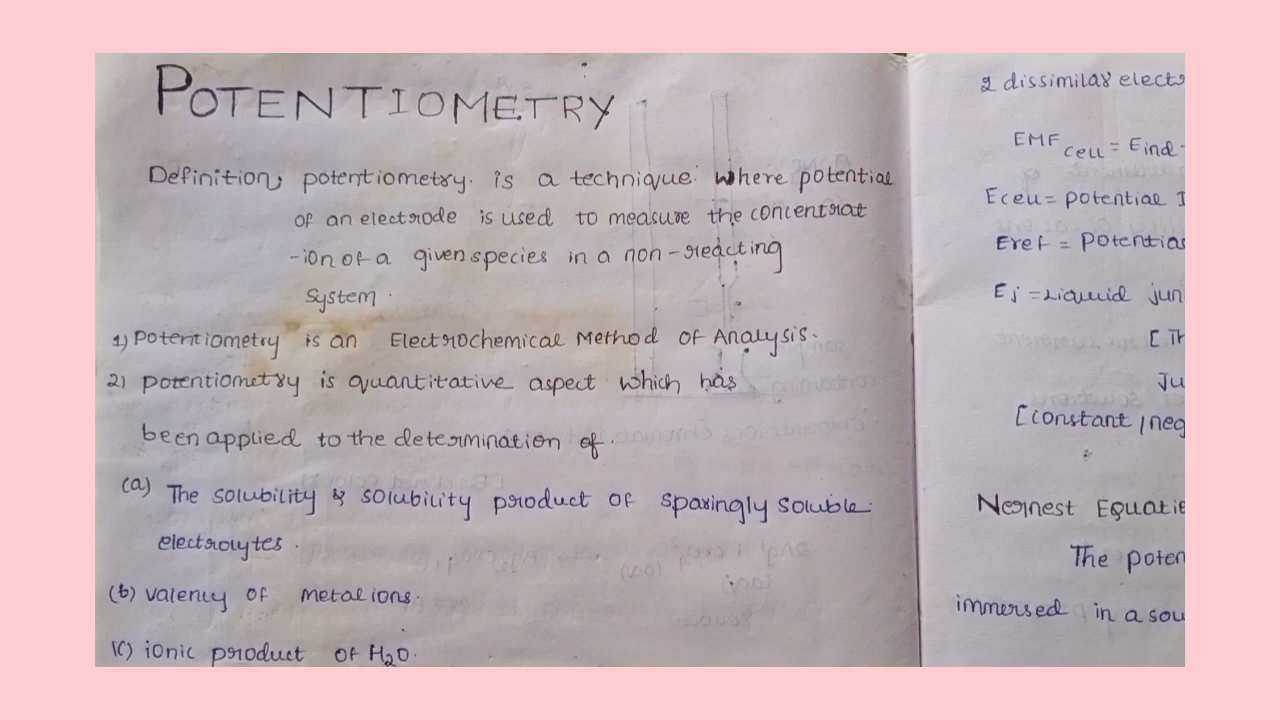 POTENTIOMETRY
Definition, potentiometry. is a technique. where potential
of an electrode is used to measure the concentrat
-ion of a given species in a non-reacting
system.
1) Potentiometry is an Electrochemical Method of Analysis.
2) potentiometry is quantitative aspect which has
been applied to the determination of.
(a) The solubility & solubility product of sparingly soluble.
electrolytes.
(b) valency of metal ions.
(c) ionic product of H2O.
2 dissimilar electr
EMF cell = Eind -
Ecell = potential I
Eref = Potential
Ej = Liquid jun
[ Th
Ju
[constant / neg
Nernest Equatio
The poten
immersed in a sou